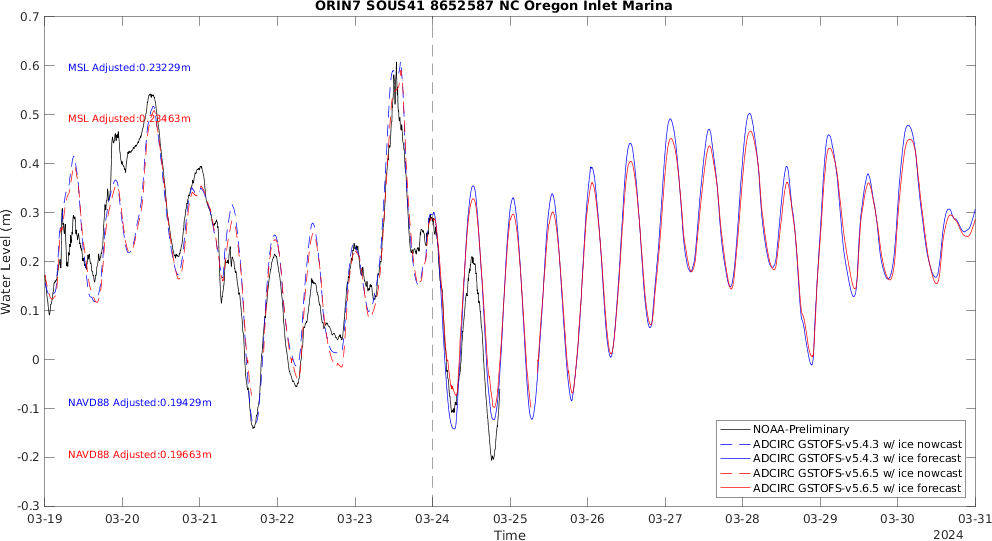 ORIN7 SOUS41 8652587 NC Oregon Inlet Marina
0.7
0.6
0.5
0.4
0.3
0.2
0.1
0
-0.1
-0.2
-0.3
Water Level (m)
MSL Adjusted:0.23229m
MSL Adjusted:0.23463m
NAVD88 Adjusted:0.19429m
NAVD88 Adjusted:0.19663m
NOAA-Preliminary
ADCIRC GSTOFS-v5.4.3 w/ ice nowcast
ADCIRC GSTOFS-v5.4.3 w/ ice forecast
ADCIRC GSTOFS-v5.6.5 w/ ice nowcast
ADCIRC GSTOFS-v5.6.5 w/ ice forecast
03-19 03-20 03-21 03-22 03-23 03-24 03-25 03-26 03-27 03-28 03-29 03-30 03-31
Time
2024